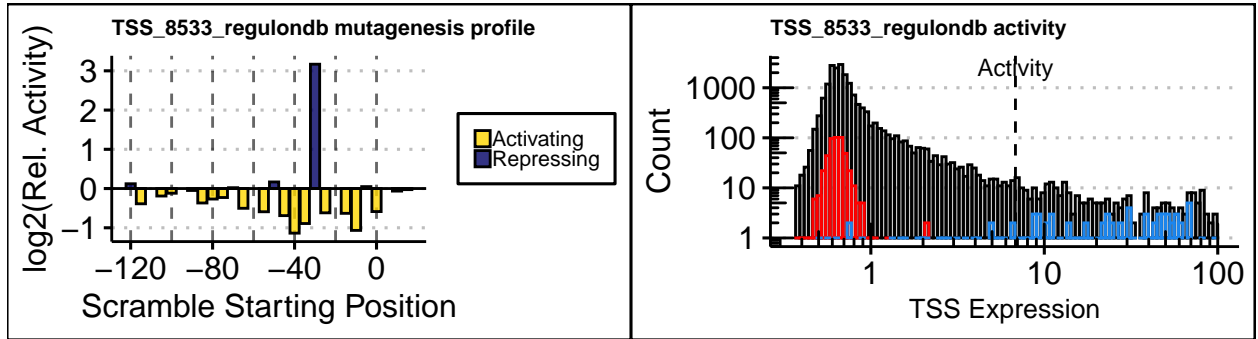 TSS_8533_regulondb mutagenesis profile
log2(Rel. Activity)
3
2
1
0
−1
−120
−80
−40
0
Scramble Starting Position
Activating
Repressing
TSS_8533_regulondb activity
Activity
Count
1000
100
10
1
1
10
100
TSS Expression